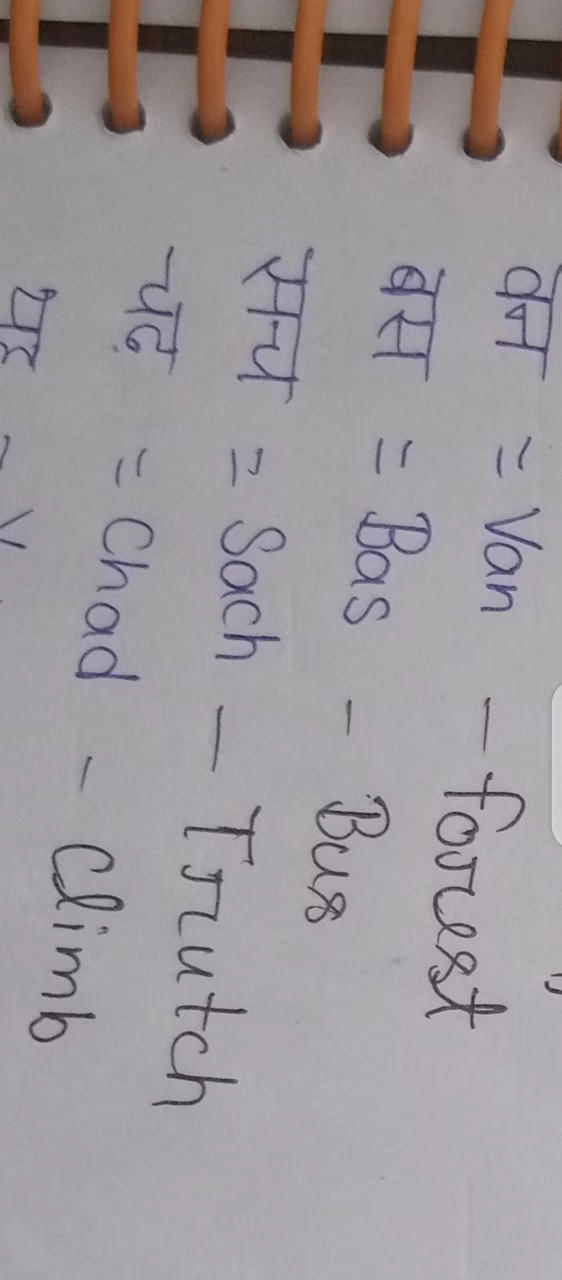 वन = Van - forest
बस = Bas - Bus
सच = Sach - Trutch
चढ़ = Chad - Climb